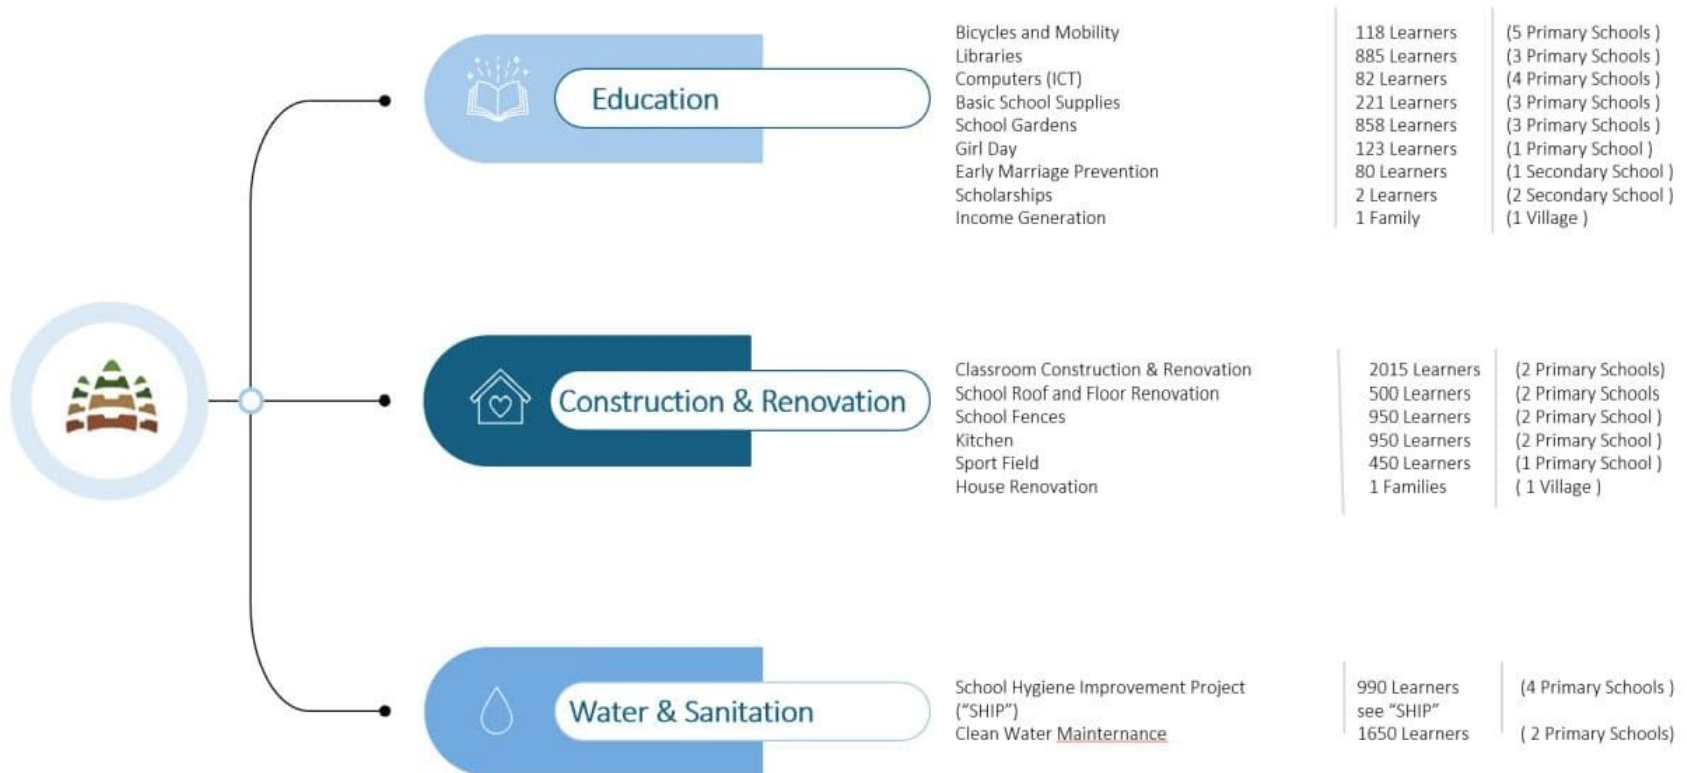 Education
Bicycles and Mobility 118 Learners (5 Primary Schools )
Libraries 885 Learners (3 Primary Schools )
Computers (ICT) 82 Learners (4 Primary Schools )
Basic School Supplies 221 Learners (3 Primary Schools )
School Gardens 858 Learners (3 Primary Schools )
Girl Day 123 Learners (1 Primary School )
Early Marriage Prevention 80 Learners (1 Secondary School )
Scholarships 2 Learners (2 Secondary School )
Income Generation 1 Family (1 Village )
Construction & Renovation
Classroom Construction & Renovation 2015 Learners (2 Primary Schools)
School Roof and Floor Renovation 500 Learners (2 Primary Schools
School Fences 950 Learners (2 Primary School )
Kitchen 950 Learners (2 Primary School )
Sport Field 450 Learners (1 Primary School )
House Renovation 1 Families ( 1 Village )
Water & Sanitation
School Hygiene Improvement Project 990 Learners (4 Primary Schools )
(“SHIP”) see “SHIP”
Clean Water Mainternance 1650 Learners ( 2 Primary Schools)